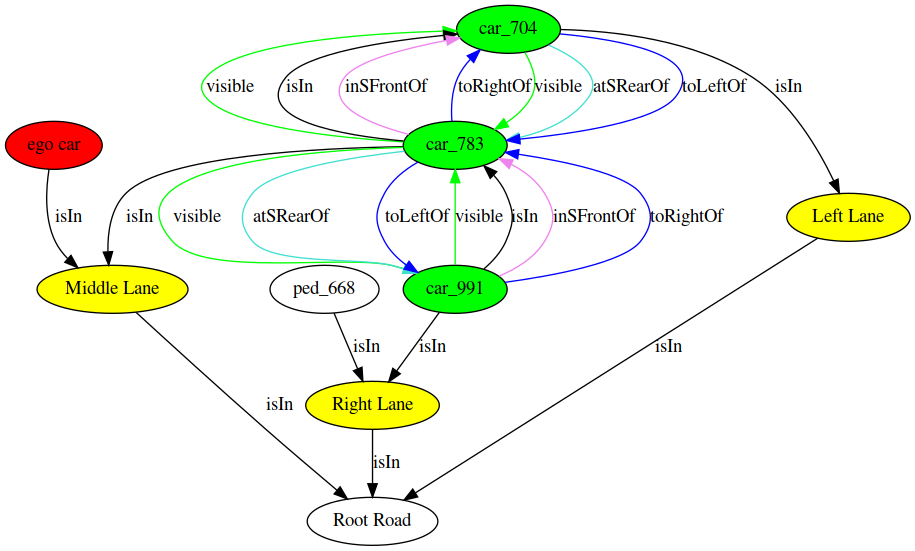 car_704
visible
isIn
inSFrontOf
toRightOf
visible
atSRearOf
toLeftOf
isIn
ego car
car_783
isIn
isIn
visible
atSRearOf
toLeftOf
visible
isIn
inSFrontOf
toRightOf
Left Lane
Middle Lane
ped_668
car_991
isIn
isIn
isIn
isIn
Right Lane
isIn
Root Road